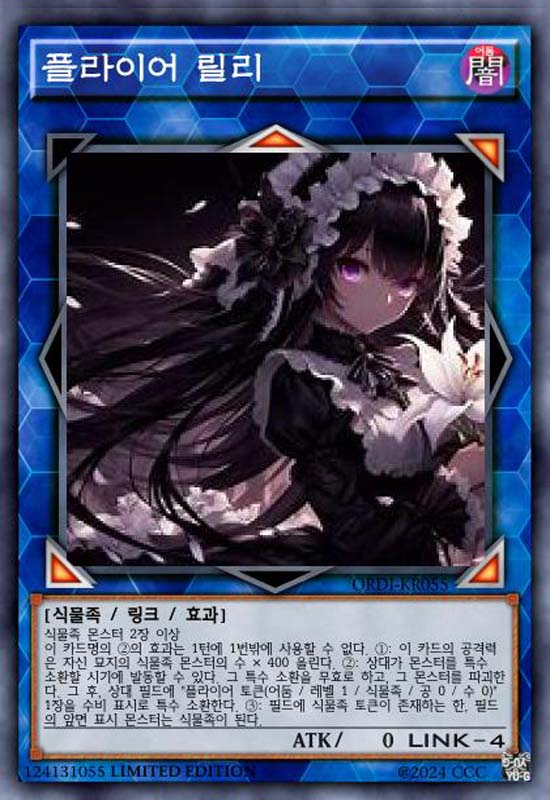 플라이어 릴리
어둠
闇
QRDI-KR055
[식물족 / 링크 / 효과]
식물족 몬스터 2장 이상
이 카드명의 ②의 효과는 1턴에 1번밖에 사용할 수 없다. ①: 이 카드의 공격력
은 자신 묘지의 식물족 몬스터의 수 × 400 올린다. ②: 상대가 몬스터를 특수
소환할 시기에 발동할 수 있다. 그 특수 소환을 무효로 하고, 그 몬스터를 파괴한
다. 그 후, 상대 필드에 "플라이어 토큰(어둠 / 레벨 1 / 식물족 / 공 0 / 수 0)"
1장을 수비 표시로 특수 소환한다. ③: 필드에 식물족 토큰이 존재하는 한, 필드
의 앞면 표시 몬스터는 식물족이 된다.
ATK/ 0 LINK-4
124131055 LIMITED EDITION ©2024 CCC